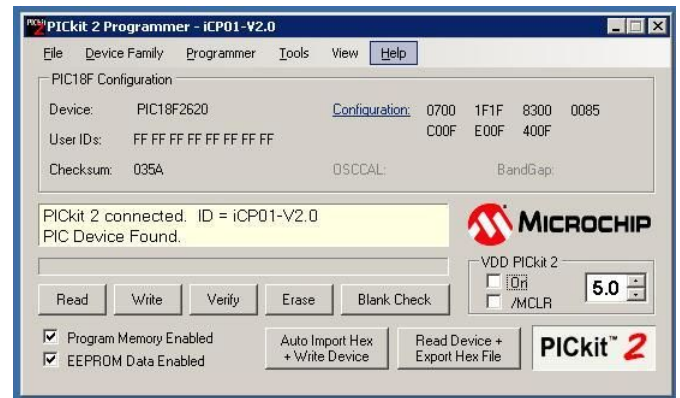 PICkit 2 Programmer - iCP01-V2.0
File Device Family Programmer Tools View Help
PIC18F Configuration
Device: PIC18F2620 Configuration: 0700 1F1F 8300 0085
User IDs: FF FF FF FF FF FF FF FF C00F E00F 400F
Checksum: 035A OSCCAL: BandGap:
PICkit 2 connected. ID = iCP01-V2.0
PIC Device Found.
MICROCHIP
VDD PICkit 2
On
/MCLR
5.0
Read Write Verify Erase Blank Check
Program Memory Enabled
EEPROM Data Enabled
Auto Import Hex
+ Write Device
Read Device +
Export Hex File
PICkit™ 2